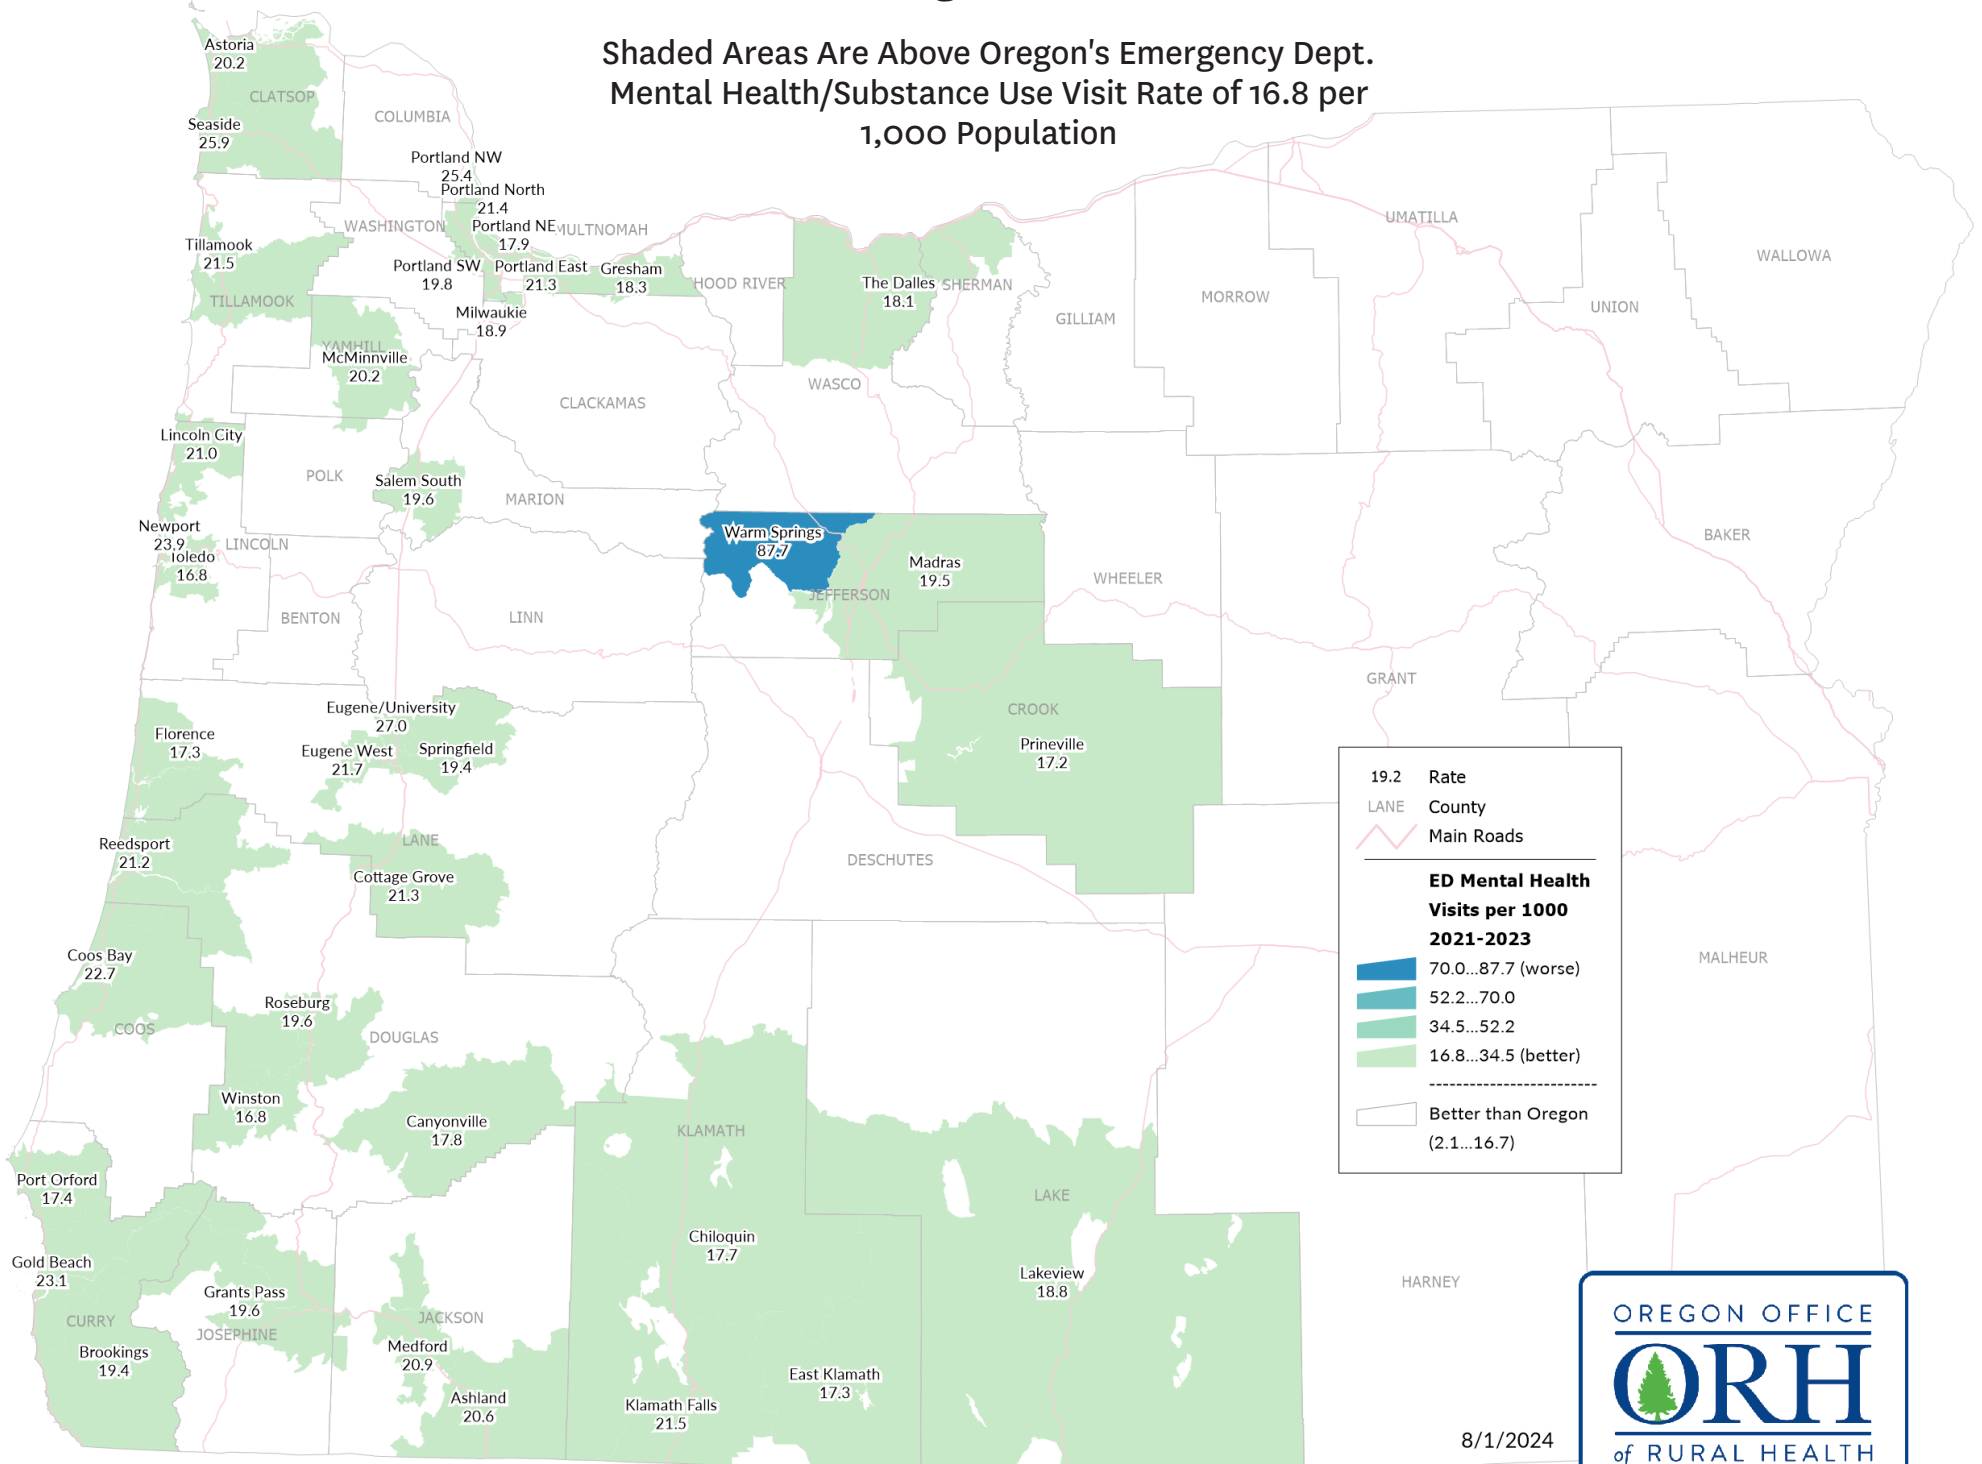 Shaded Areas Are Above Oregon's Emergency Dept.
Mental Health/Substance Use Visit Rate of 16.8 per
1,000 Population
Astoria
20.2
CLATSOP
COLUMBIA
Seaside
25.9
Portland NW
25.4
Portland North
21.4
WASHINGTON
Portland NE
17.9
MULTNOMAH
Tillamook
21.5
TILLAMOOK
Portland SW
19.8
Portland East
21.3
Gresham
18.3
HOOD RIVER
The Dalles
18.1
SHERMAN
Milwaukie
18.9
GILLIAM
MORROW
UMATILLA
UNION
WALLOWA
YAMHILL
McMinnville
20.2
WASCO
CLACKAMAS
Lincoln City
21.0
POLK
Salem South
19.6
MARION
Newport
23.9
Toledo
16.8
LINCOLN
Warm Springs
87.7
Madras
19.5
JEFFERSON
WHEELER
BAKER
BENTON
LINN
GRANT
Eugene/University
27.0
Florence
17.3
Eugene West
21.7
Springfield
19.4
CROOK
Prineville
17.2
Reedsport
21.2
LANE
Cottage Grove
21.3
DESCHUTES
Coos Bay
22.7
COOS
Roseburg
19.6
DOUGLAS
MALHEUR
Winston
16.8
Canyonville
17.8
KLAMATH
Port Orford
17.4
LAKE
Chiloquin
17.7
Gold Beach
23.1
Grants Pass
19.6
Lakeview
18.8
HARNEY
CURRY
JOSEPHINE
JACKSON
Brookings
19.4
Medford
20.9
Ashland
20.6
Klamath Falls
21.5
East Klamath
17.3
19.2 Rate
LANE County
Main Roads
ED Mental Health
Visits per 1000
2021-2023
70.0...87.7 (worse)
52.2...70.0
34.5...52.2
16.8...34.5 (better)
Better than Oregon
(2.1...16.7)
8/1/2024
OREGON OFFICE
ORH
of RURAL HEALTH